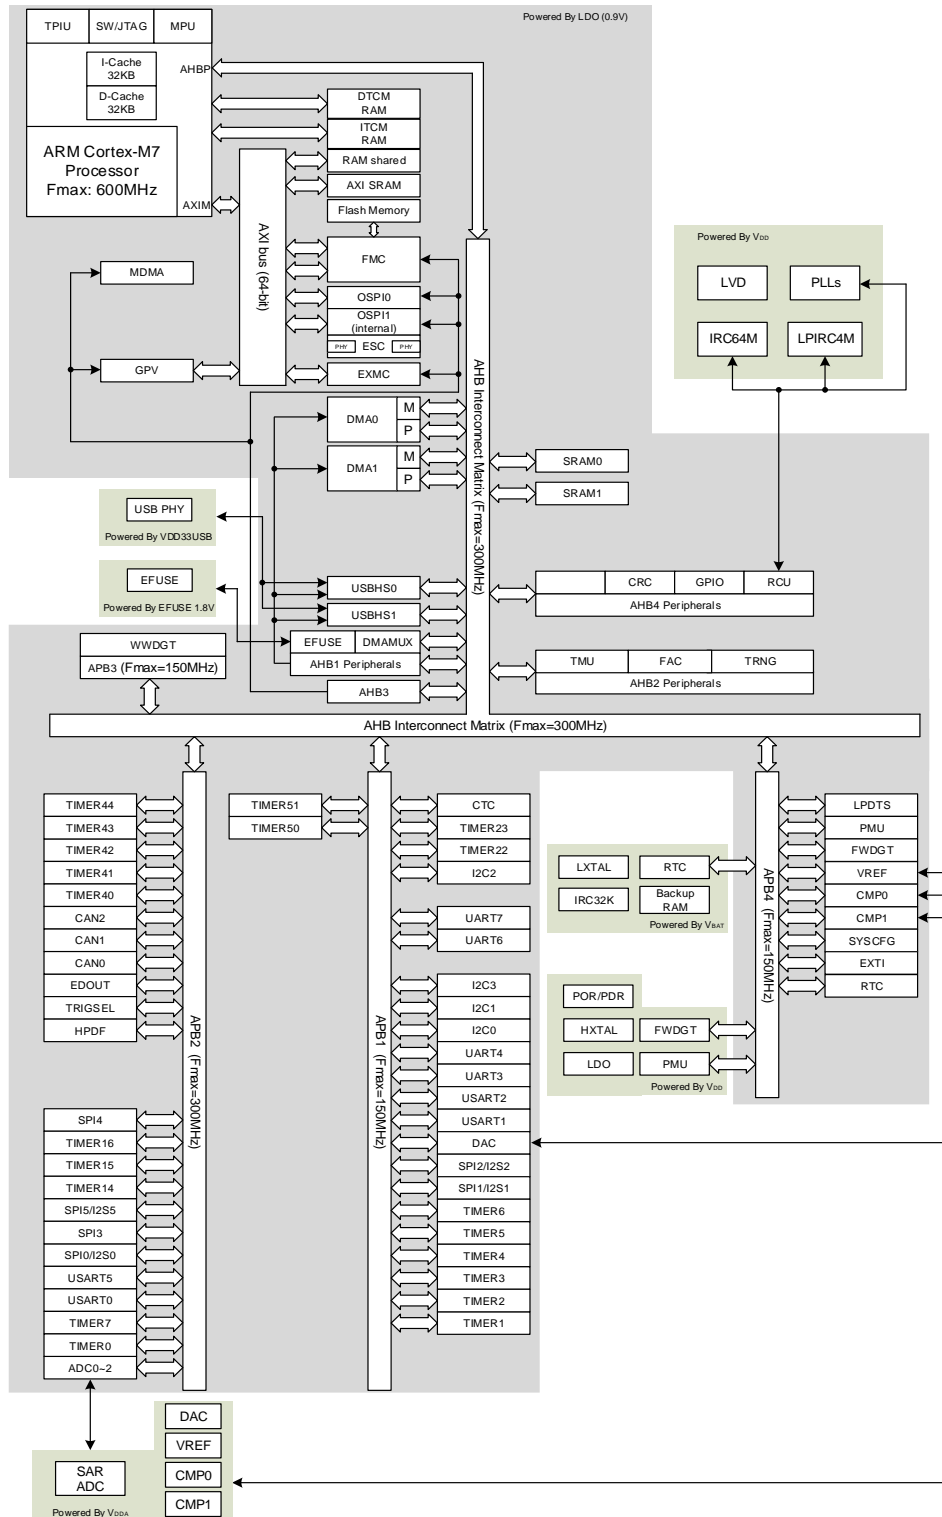 Powered By LDO (0.9V)
TPIU
SW/JTAG
MPU
I-Cache
32KB
D-Cache
32KB
AHBP
ARM Cortex-M7
Processor
Fmax: 600MHz
AXIM
DTCM
RAM
ITCM
RAM
RAM shared
AXI SRAM
Flash Memory
FMC
OSPI0
OSPI1
(internal)
PHY
ESC
PHY
EXMC
AXI bus (64-bit)
MDMA
GPV
DMA0
M
P
DMA1
M
P
AHB Interconnect Matrix (Fmax=300MHz)
Powered By VDD
LVD
PLLs
IRC64M
LPIRC4M
SRAM0
SRAM1
USB PHY
Powered By VDD33USB
EFUSE
Powered By EFUSE 1.8V
USBHS0
USBHS1
EFUSE
DMAMUX
AHB1 Peripherals
AHB3
CRC
GPIO
RCU
AHB4 Peripherals
TMU
FAC
TRNG
AHB2 Peripherals
WWDGT
APB3 (Fmax=150MHz)
AHB Interconnect Matrix (Fmax=300MHz)
TIMER44
TIMER43
TIMER42
TIMER41
TIMER40
CAN2
CAN1
CAN0
EDOUT
TRIGSEL
HPDF
SPI4
TIMER16
TIMER15
TIMER14
SPI5/I2S5
SPI3
SPI0/I2S0
USART5
USART0
TIMER7
TIMER0
ADC0~2
APB2 (Fmax=300MHz)
TIMER51
TIMER50
APB1 (Fmax=150MHz)
CTC
TIMER23
TIMER22
I2C2
UART7
UART6
I2C3
I2C1
I2C0
UART4
UART3
USART2
USART1
DAC
SPI2/I2S2
SPI1/I2S1
TIMER6
TIMER5
TIMER4
TIMER3
TIMER2
TIMER1
LXTAL
RTC
IRC32K
Backup
RAM
Powered By VBAT
POR/PDR
HXTAL
FWDGT
LDO
PMU
Powered By VDD
APB4 (Fmax=150MHz)
LPDTS
PMU
FWDGT
VREF
CMP0
CMP1
SYSCFG
EXTI
RTC
SAR
ADC
Powered By VDDA
DAC
VREF
CMP0
CMP1